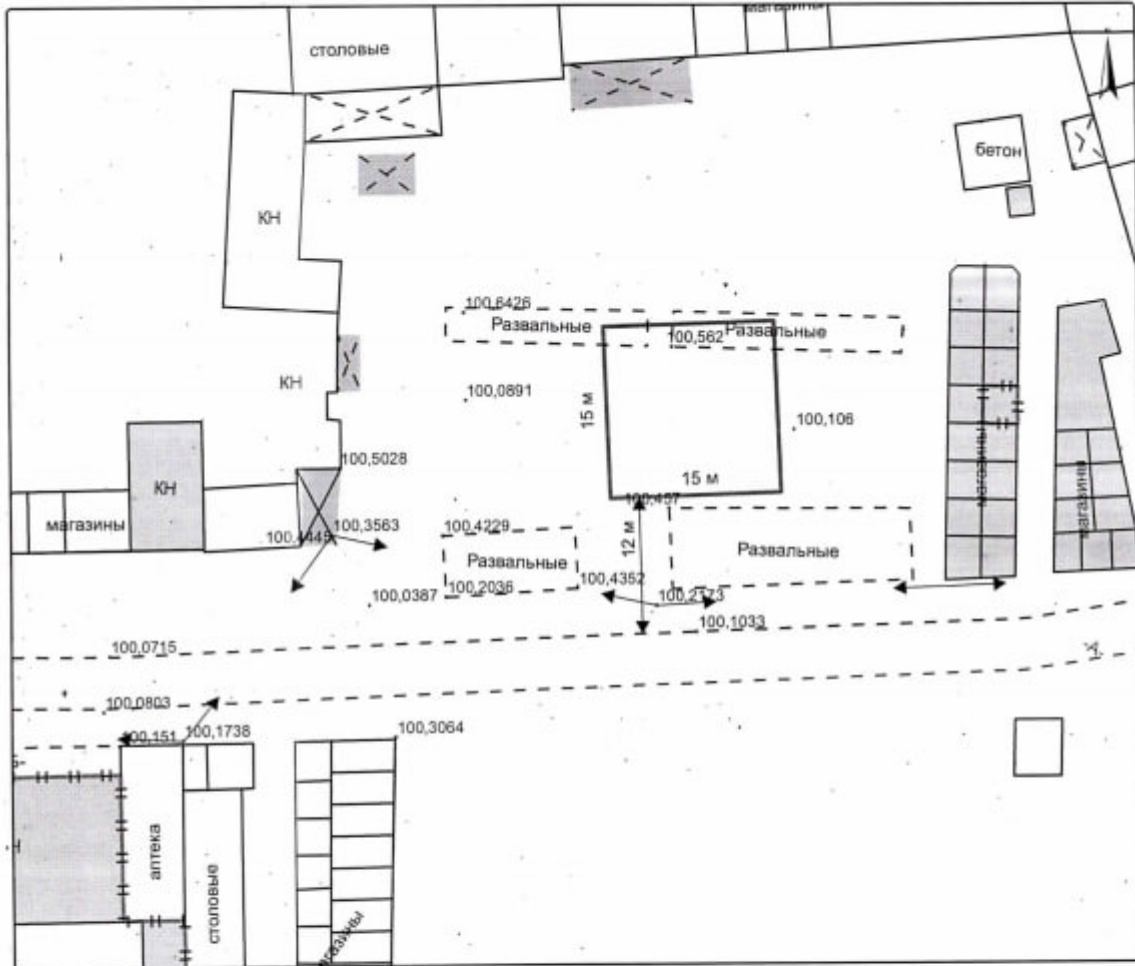 магазины
столовые
бетон
КН
100,6426
Развальные
100,562
Развальные
КН
100,0891
15 м
100,106
магазины
магазины
100,5028
15 м
КН
100,457
магазины
100,3563
100,4445
100,4229
12 м
Развальные
Развальные
100,4352
100,2036
100,0387
100,2173
100,1033
100,0715
100,0803
100,151
100,1738
100,3064
аптека
столовые
магазины